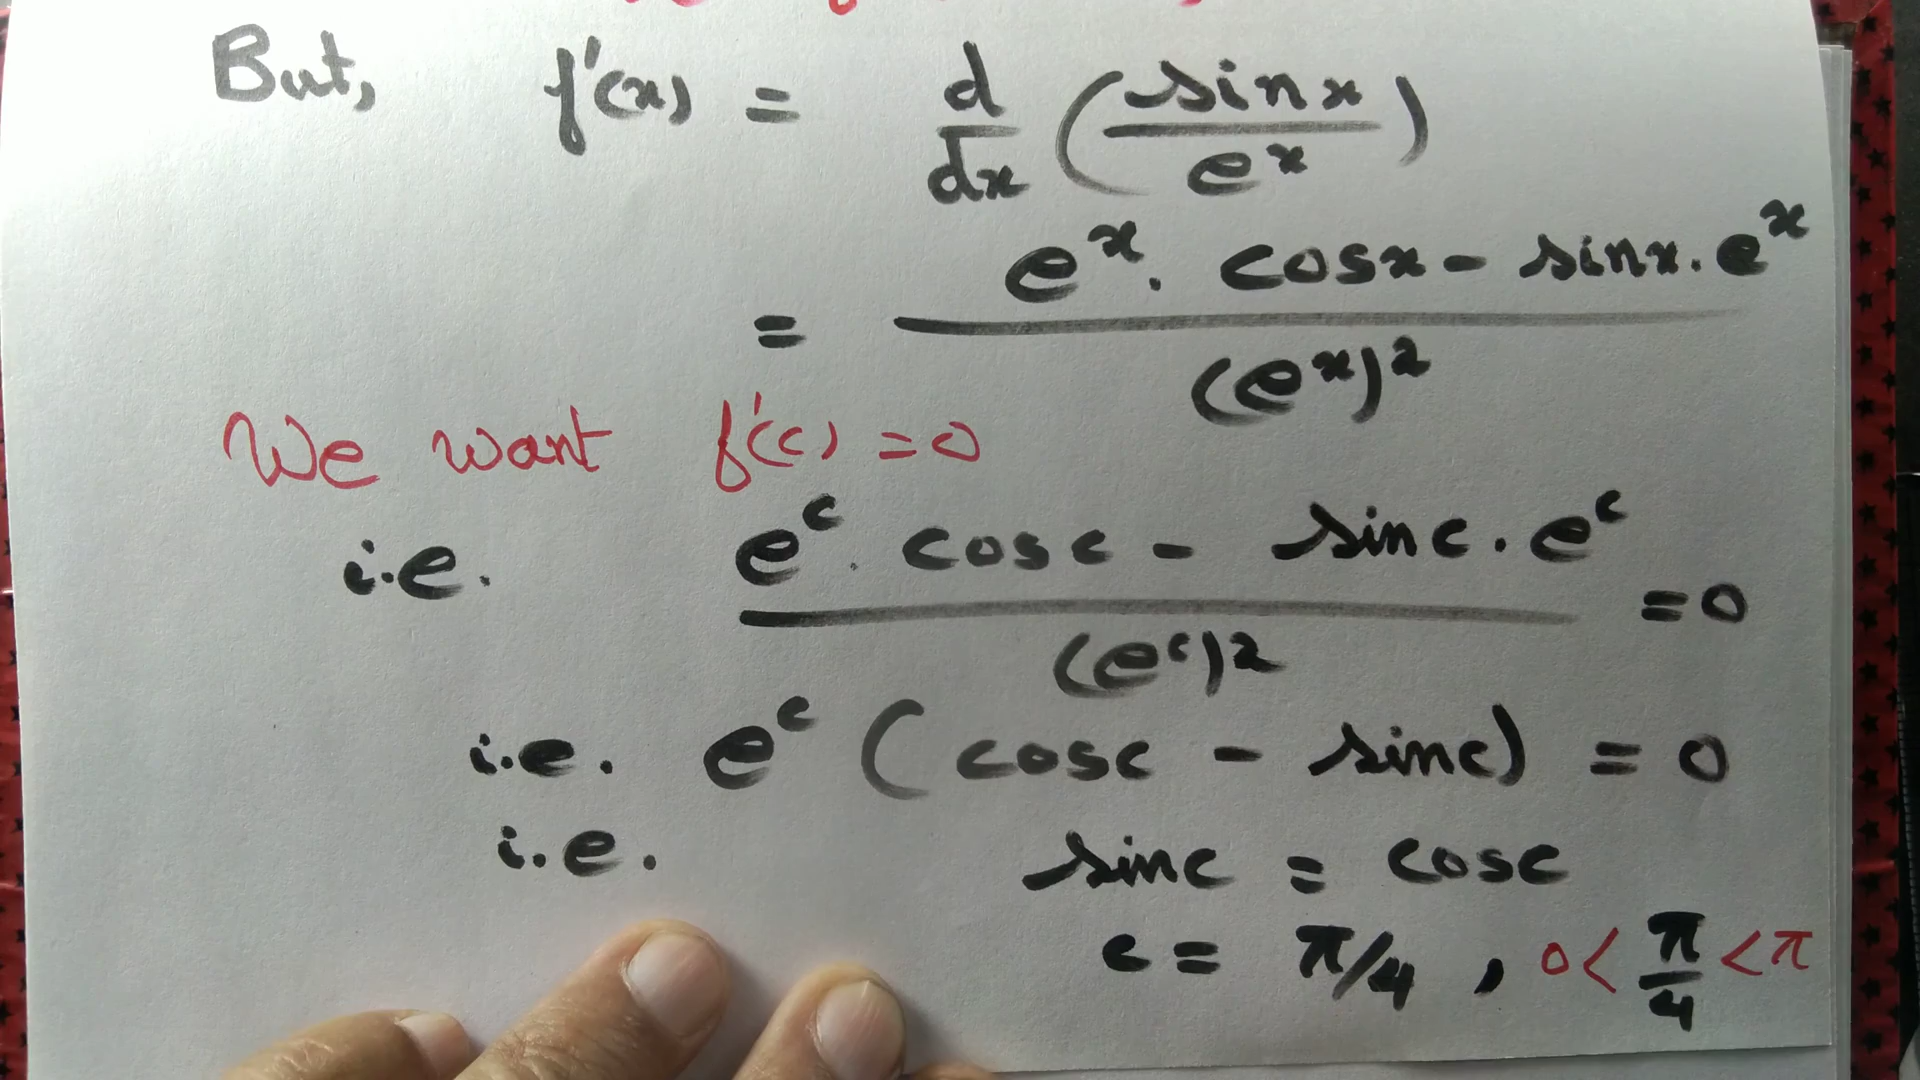 But, f'(x) = d/dx (sinx/e^x)
= (e^x. cosx - sinx.e^x)/(e^x)^2
We want f'(c) = 0
i.e. (e^c. cosc - sinc.e^c)/(e^c)^2 = 0
i.e. e^c (cosc - sinc) = 0
i.e. sinc = cosc
c = π/4, 0< π/4 <π